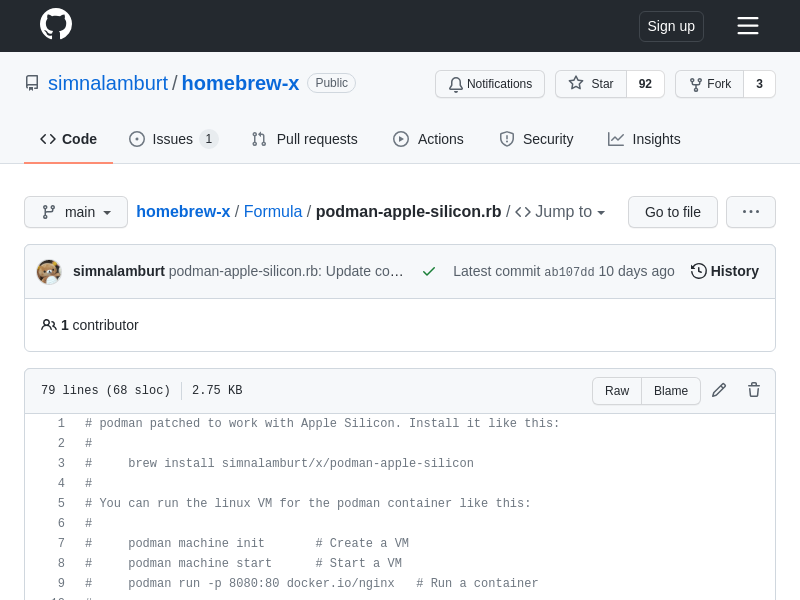 Sign up
simnalamburt / homebrew-x Public
Notifications Star 92 Fork 3
Code Issues 1 Pull requests Actions Security Insights
main homebrew-x / Formula / podman-apple-silicon.rb / <> Jump to Go to file ...
simnalamburt podman-apple-silicon.rb: Update co… Latest commit ab107dd 10 days ago History
1 contributor
79 lines (68 sloc) 2.75 KB Raw Blame
1 # podman patched to work with Apple Silicon. Install it like this:
2 #
3 #     brew install simnalamburt/x/podman-apple-silicon
4 #
5 # You can run the linux VM for the podman container like this:
6 #
7 #     podman machine init       # Create a VM
8 #     podman machine start      # Start a VM
9 #     podman run -p 8080:80 docker.io/nginx   # Run a container